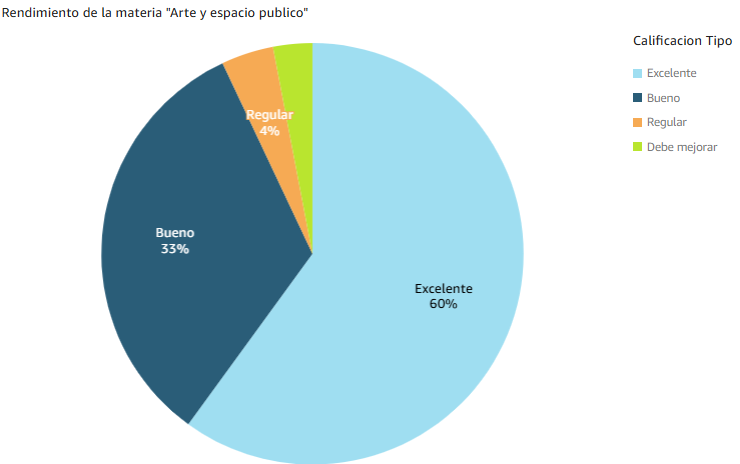 Rendimiento de la materia "Arte y espacio publico"
Calificacion Tipo
Excelente
Bueno
Regular
Debe mejorar
Regular
4%
Bueno
33%
Excelente
60%